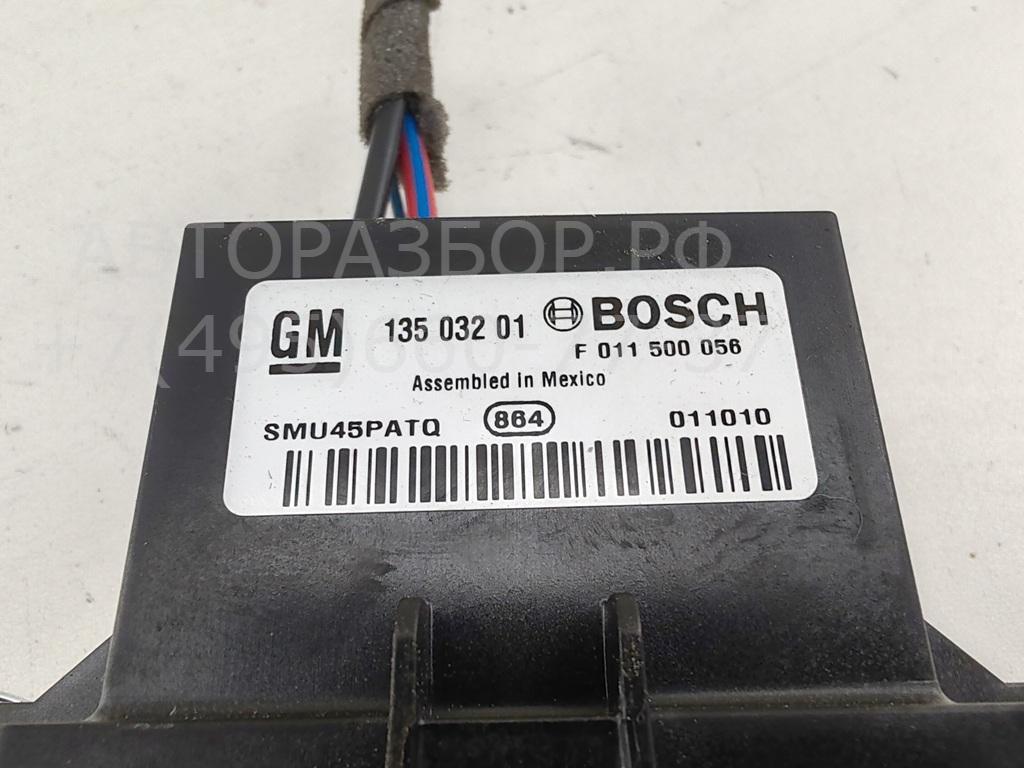 АВТОРАЗБОР.РФ
GM 135 032 01 BOSCH
F 011 500 056
Assembled in Mexico
SMU45PATQ 864 011010